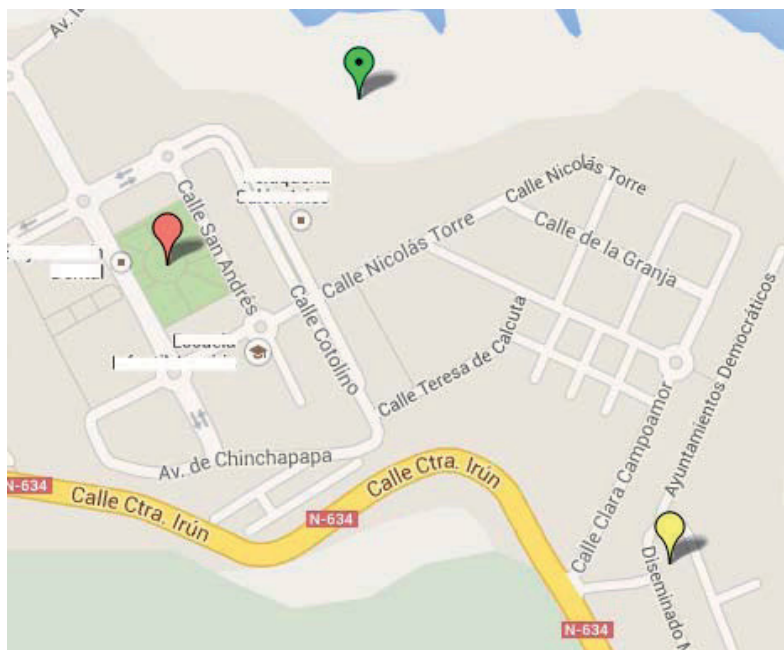 Calle Nicolás Torre
Calle de la Granja
Calle San Andrés
Calle Nicolás Torre
Calle Cotolino
Calle Teresa de Calcuta
Ayuntamientos Democráticos
Av. de Chinchapapa
Calle Clara Campoamor
Calle Ctra. Irún
N-634
Calle Ctra. Irún
N-634
Diseminado
N-634